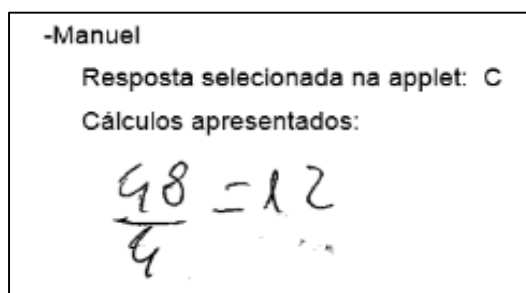 -Manuel
Resposta selecionada na applet: C
Cálculos apresentados:
48 = 12
4